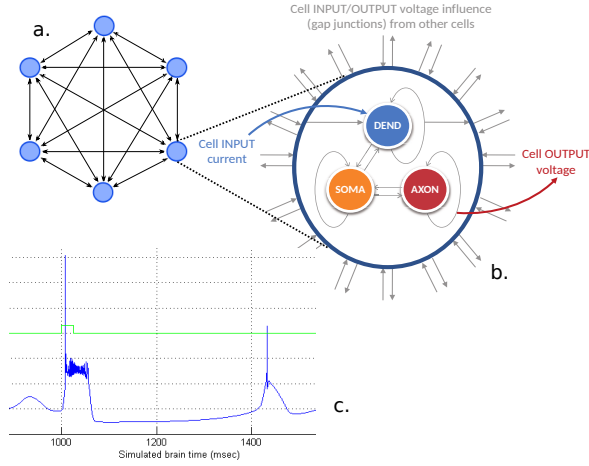 Cell INPUT/OUTPUT voltage influence
(gap junctions) from other cells
a.
DEND
Cell INPUT
current
Cell OUTPUT
voltage
SOMA
AXON
b.
c.
1000
1200
1400
Simulated brain time (msec)